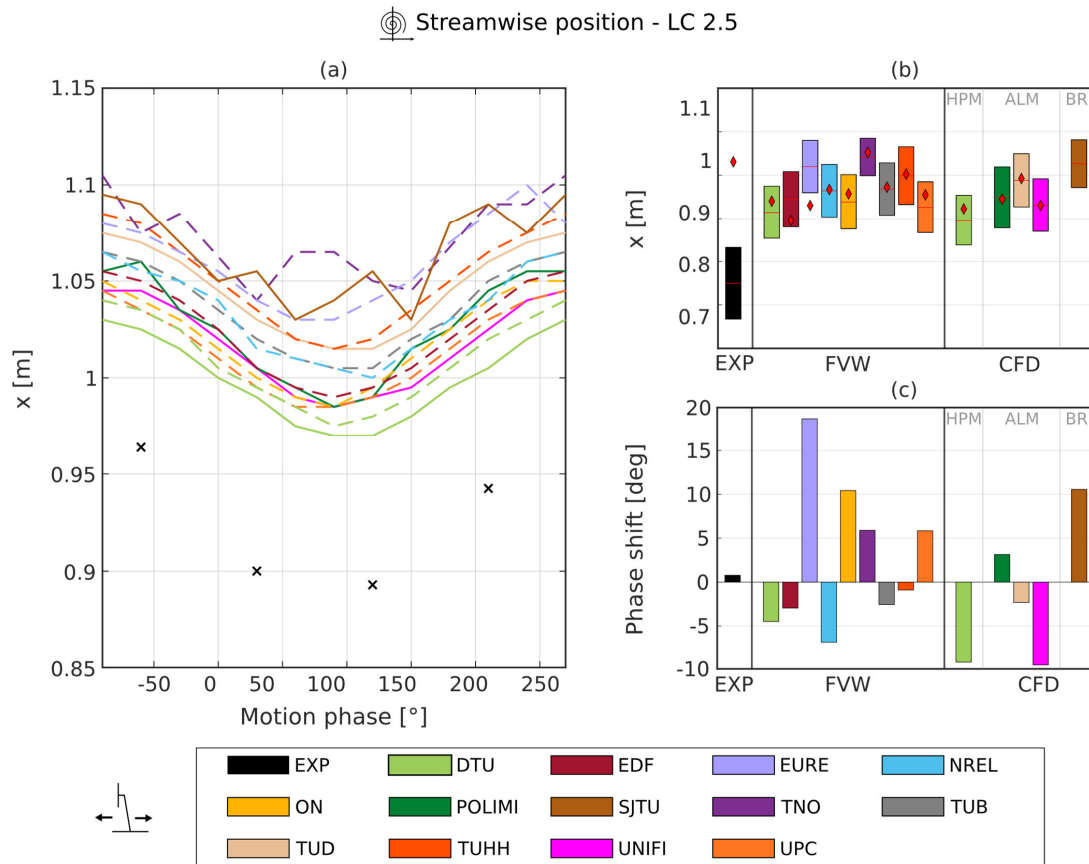 Streamwise position - LC 2.5
(a)
1.15
1.1
1.05
1
0.95
0.9
0.85
x [m]
-50 0 50 100 150 200 250
Motion phase [°]
(b)
HPM ALM BR
1.1
1
0.9
0.8
0.7
x [m]
EXP FVW CFD
(c)
HPM ALM BR
20
15
10
5
0
-5
-10
Phase shift [deg]
EXP FVW CFD
EXP DTU EDF EURE NREL
ON POLIMI SJTU TNO TUB
TUD TUHH UNIFI UPC